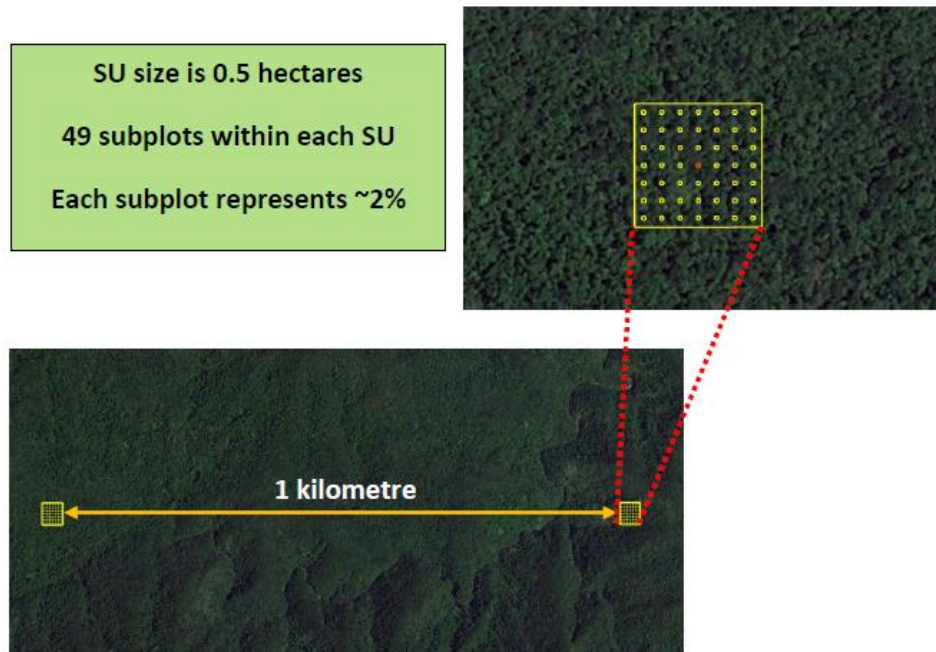 SU size is 0.5 hectares
49 subplots within each SU
Each subplot represents ~2%
1 kilometre